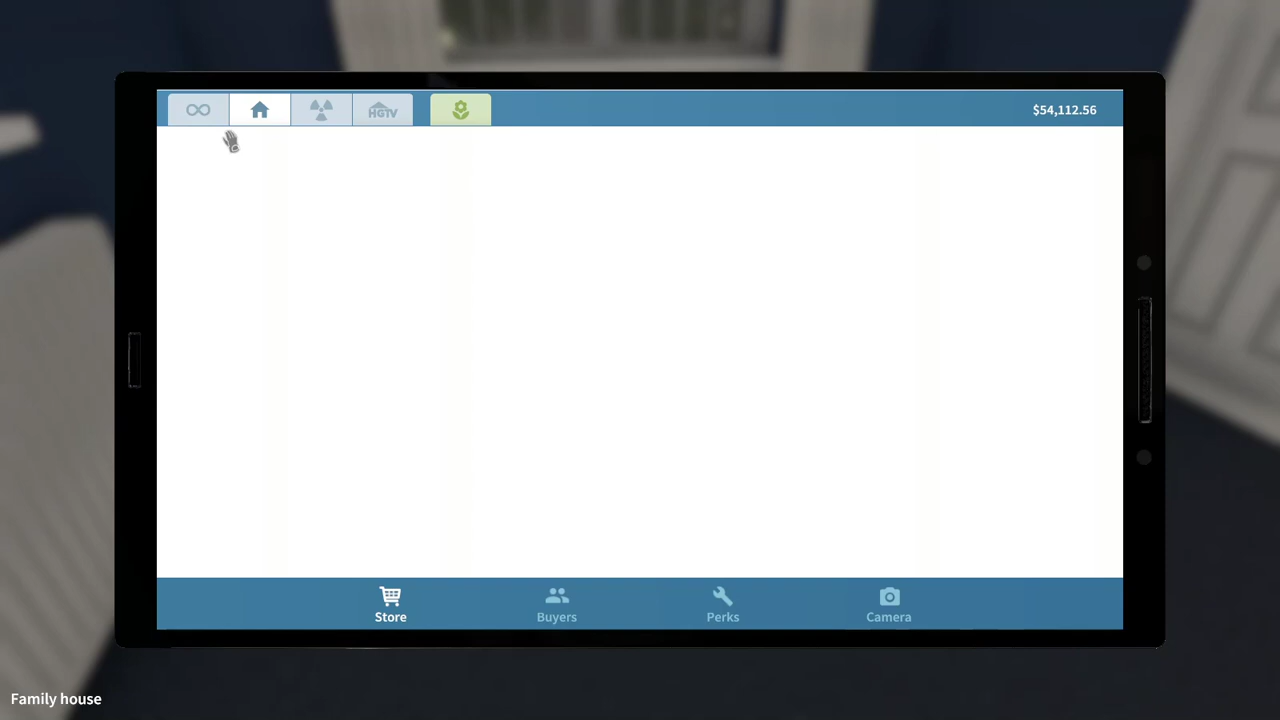 HGTV
$54,112.56
Store
Buyers
Perks
Camera
Family house